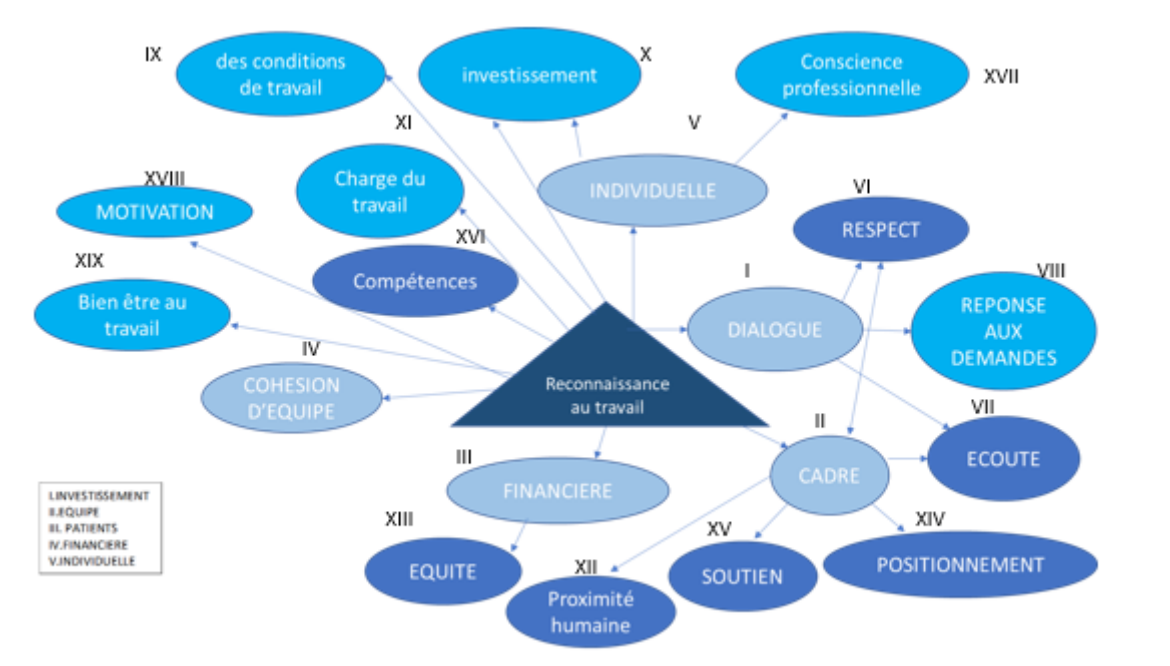 IX
des conditions
de travail
investissement
X
Conscience
professionnelle
XVII
XI
V
Charge du
travail
INDIVIDUELLE
XVIII
MOTIVATION
VI
RESPECT
XVI
Compétences
XIX
Bien être au
travail
I
DIALOGUE
VIII
REPONSE
AUX
DEMANDES
IV
COHESION
D'EQUIPE
Reconnaissance
au travail
VII
ECOUTE
II
CADRE
III
FINANCIERE
I.INVESTISSEMENT
II.EQUIPE
III. PATIENTS
IV.FINANCIERE
V.INDIVIDUELLE
XIII
EQUITE
XII
Proximité
humaine
XV
SOUTIEN
XIV
POSITIONNEMENT